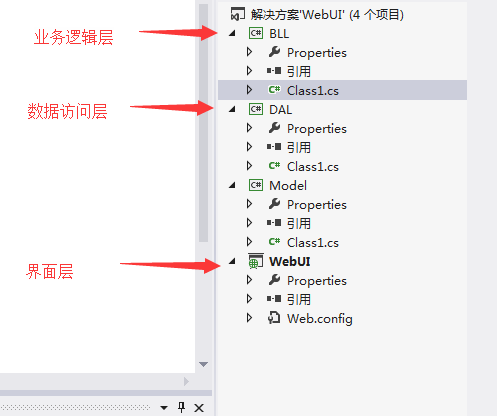 解决方案'WebUI' (4 个项目)
业务逻辑层
C# BLL
Properties
引用
C# Class1.cs
数据访问层
C# DAL
Properties
引用
C# Class1.cs
C# Model
Properties
引用
C# Class1.cs
界面层
WebUI
Properties
引用
Web.config